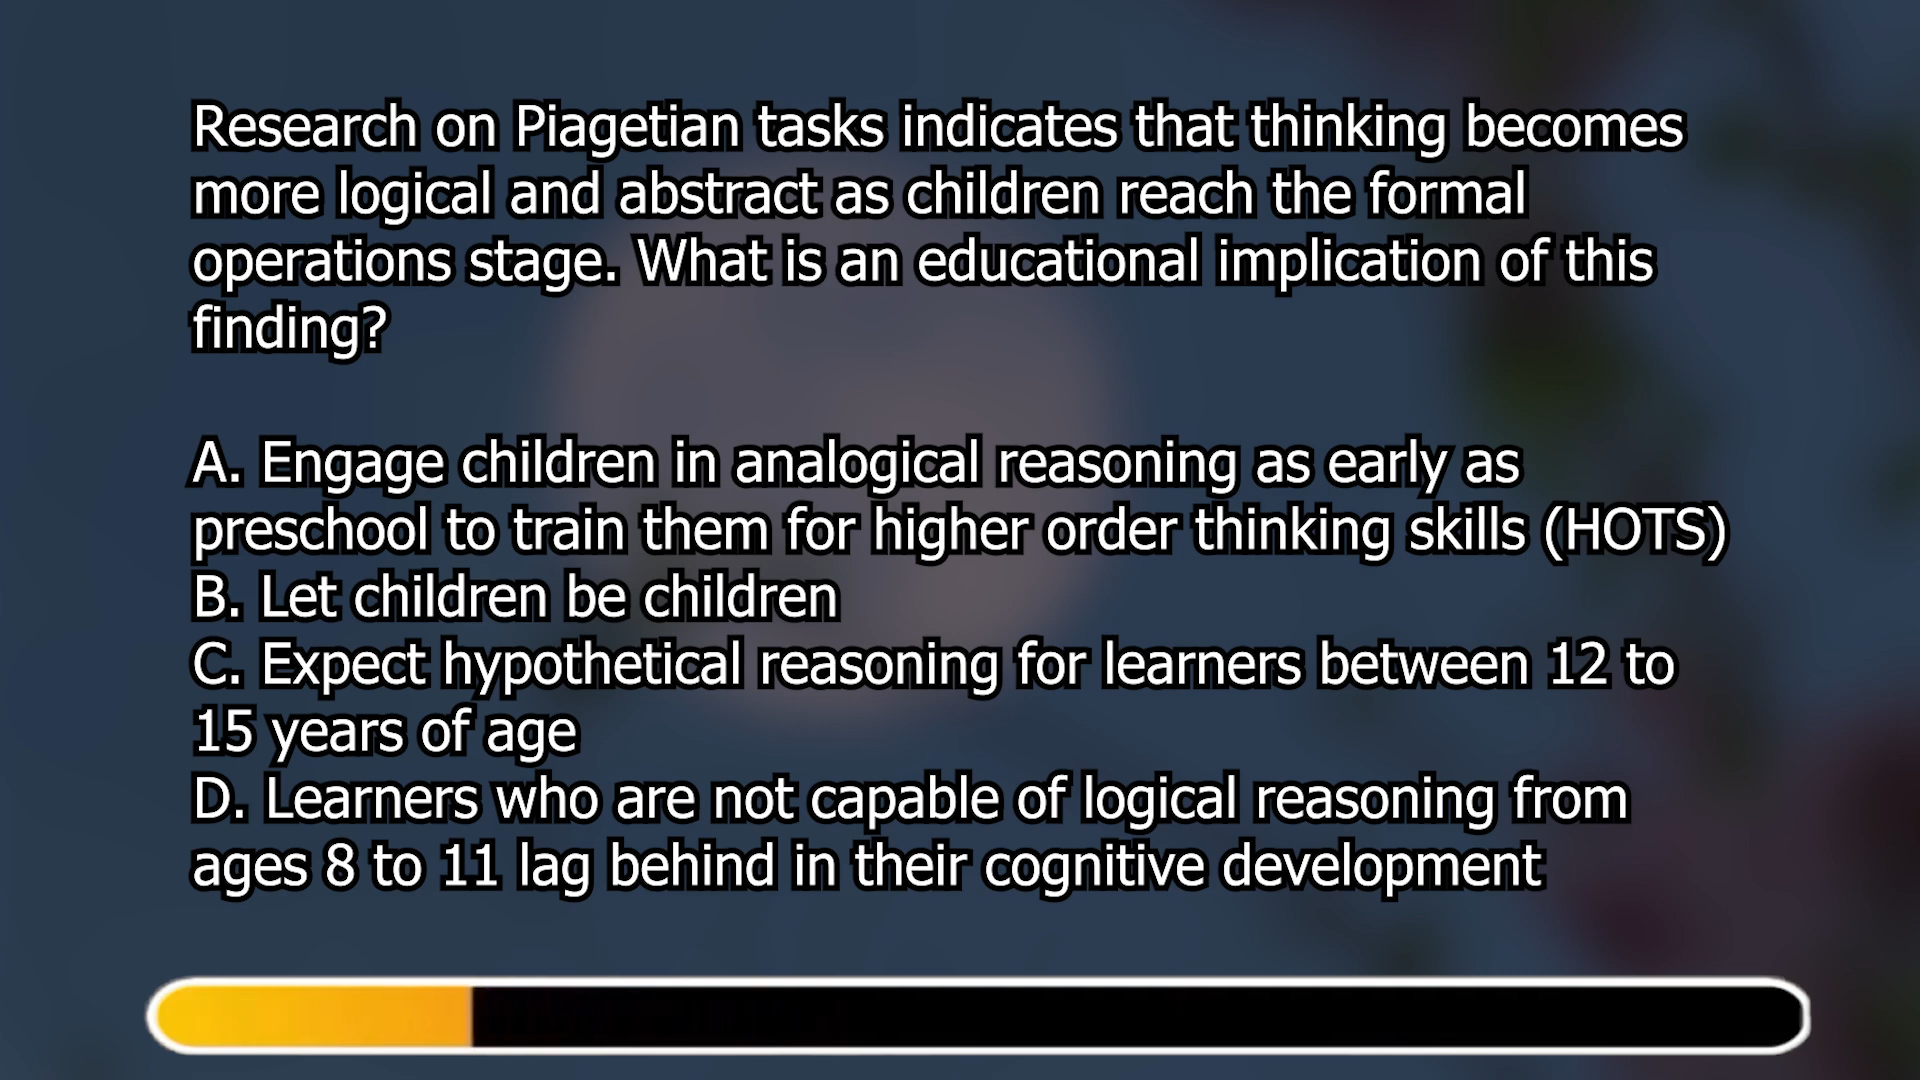 Research on Piagetian tasks indicates that thinking becomes
more logical and abstract as children reach the formal
operations stage. What is an educational implication of this
finding?
A. Engage children in analogical reasoning as early as
preschool to train them for higher order thinking skills (HOTS)
B. Let children be children
C. Expect hypothetical reasoning for learners between 12 to
15 years of age
D. Learners who are not capable of logical reasoning from
ages 8 to 11 lag behind in their cognitive development